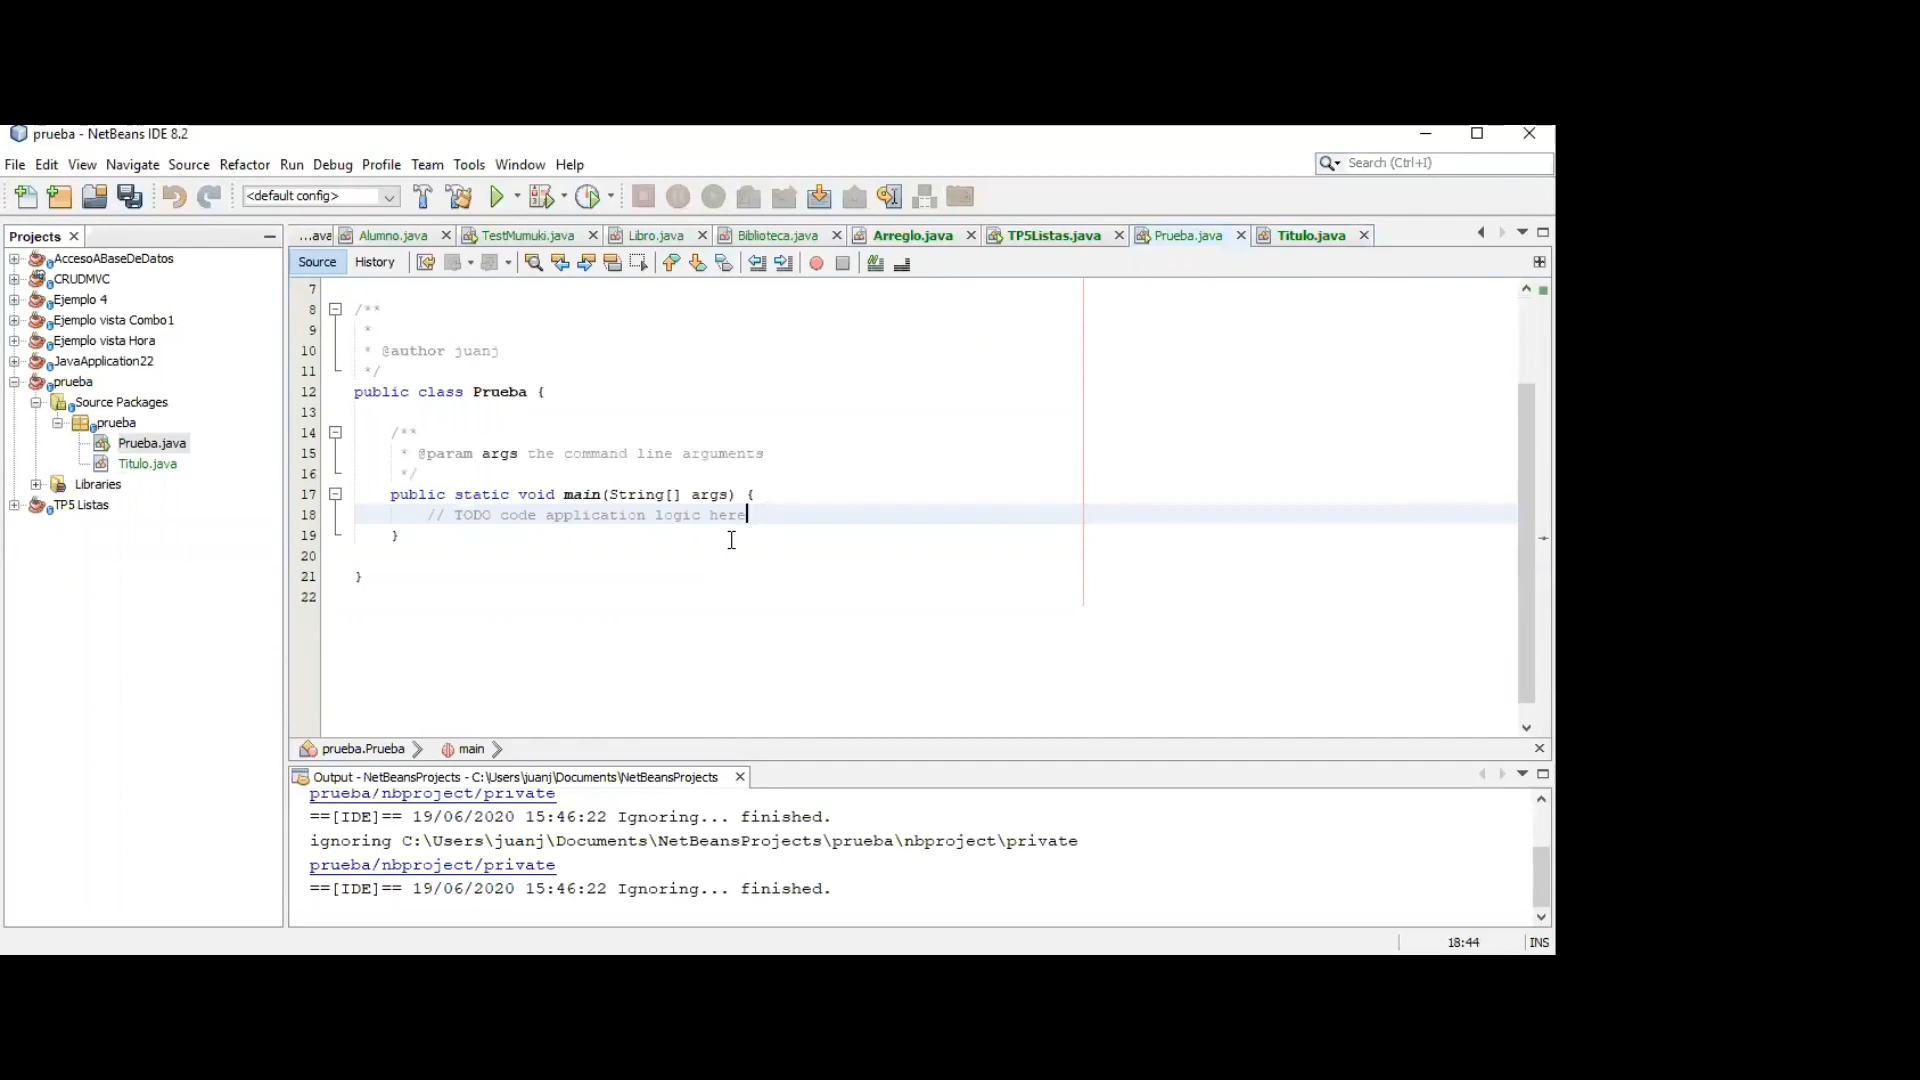 prueba - NetBeans IDE 8.2
File Edit View Navigate Source Refactor Run Debug Profile Team Tools Window Help
Search (Ctrl+I)
<default config>
Projects
...ava Alumno.java TestMumuki.java Libro.java Biblioteca.java Arreglo.java TP5Listas.java Prueba.java Titulo.java
Source History
AccesoABaseDeDatos
CRUDMVC
Ejemplo 4
Ejemplo vista Combo1
Ejemplo vista Hora
JavaApplication22
prueba
Source Packages
prueba
Prueba.java
Titulo.java
Libraries
TP5 Listas
7
8 /**
9 *
10 * @author juanj
11 */
12 public class Prueba {
13
14 /**
15 * @param args the command line arguments
16 */
17 public static void main(String[] args) {
18 // TODO code application logic here
19 }
20
21 }
22
prueba.Prueba main
Output - NetBeansProjects - C:\Users\juanj\Documents\NetBeansProjects
prueba/nbproject/private
==[IDE]== 19/06/2020 15:46:22 Ignoring... finished.
ignoring C:\Users\juanj\Documents\NetBeansProjects\prueba\nbproject\private
prueba/nbproject/private
==[IDE]== 19/06/2020 15:46:22 Ignoring... finished.
18:44 INS